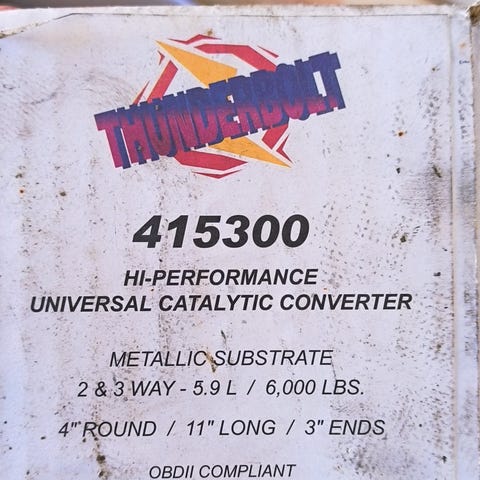 THUNDERBOLT
415300
HI-PERFORMANCE
UNIVERSAL CATALYTIC CONVERTER
METALLIC SUBSTRATE
2 & 3 WAY - 5.9 L / 6,000 LBS.
4" ROUND / 11" LONG / 3" ENDS
OBDII COMPLIANT